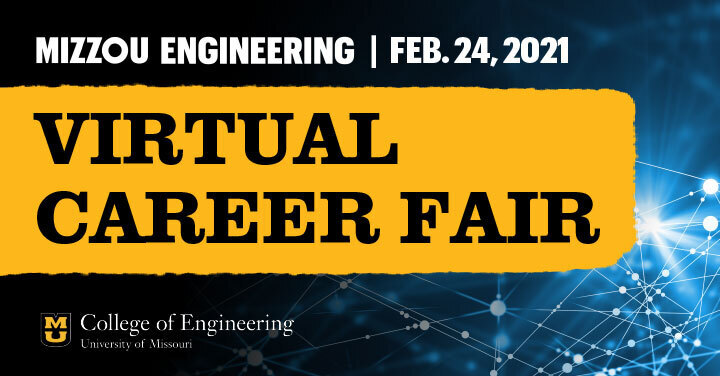 MIZZOU ENGINEERING | FEB. 24, 2021
VIRTUAL
CAREER FAIR
MU
College of Engineering
University of Missouri